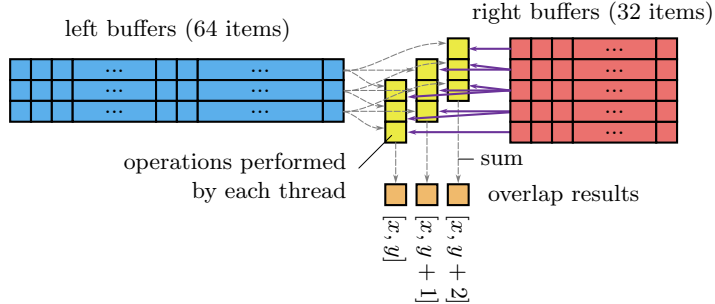 right buffers (32 items)
left buffers (64 items)
... ...
...
... ...
...
... ...
...
operations performed
by each thread
sum
overlap results
[x, y]
[x, y + 1]
[x, y + 2]